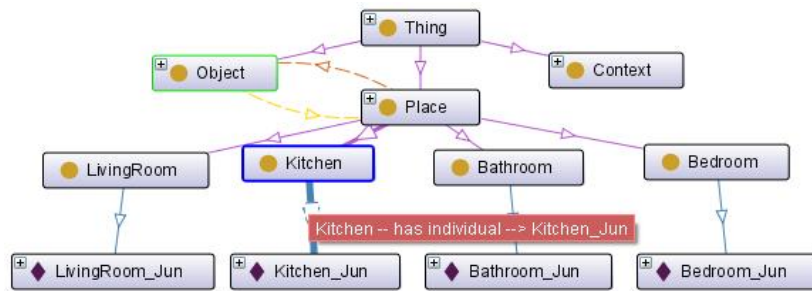 Thing
Object
Context
Place
LivingRoom
Kitchen
Bathroom
Bedroom
Kitchen -- has individual --> Kitchen_Jun
LivingRoom_Jun
Kitchen_Jun
Bathroom_Jun
Bedroom_Jun